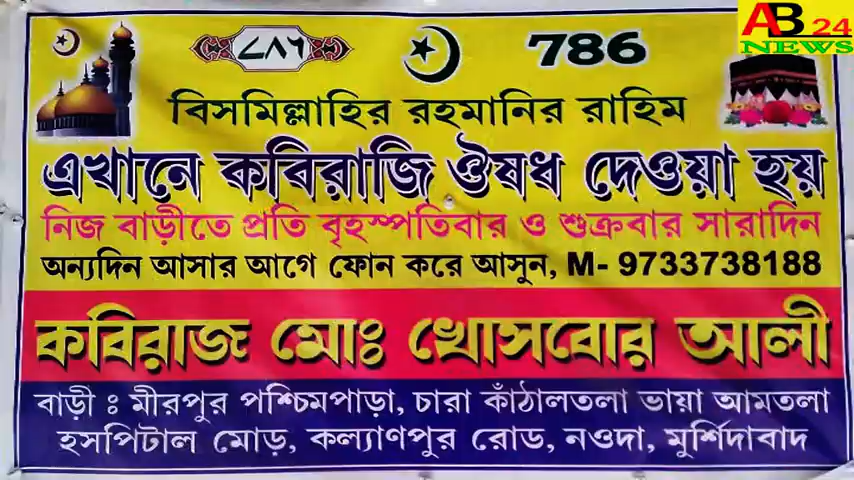 AB 24
NEWS
٧٨٦ 786
বিসমিল্লাহির রহমানির রাহিম
এখানে কবিরাজি ঔষধ দেওয়া হয়
নিজ বাড়ীতে প্রতি বৃহস্পতিবার ও শুক্রবার সারাদিন
অন্যদিন আসার আগে ফোন করে আসুন, M- 9733738188
কবিরাজ মোঃ খোসবোর আলী
বাড়ী ঃ মীরপুর পশ্চিমপাড়া, চারা কাঁঠালতলা ভায়া আমতলা
হসপিটাল মোড়, কল্যাণপুর রোড, নওদা, মুর্শিদাবাদ